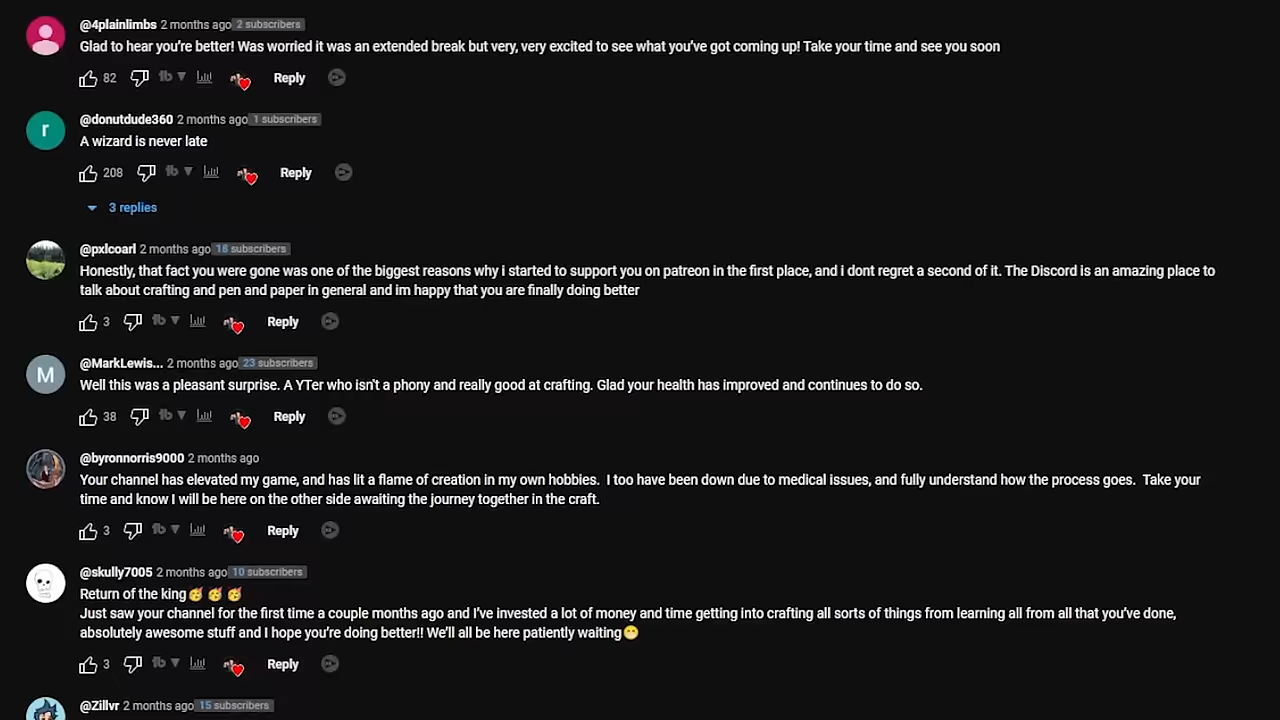 @4plainlimbs 2 months ago 2 subscribers
Glad to hear you're better! Was worried it was an extended break but very, very excited to see what you've got coming up! Take your time and see you soon
82 Reply
r @donutdude360 2 months ago 1 subscribers
A wizard is never late
208 Reply
3 replies
@pxlcoarl 2 months ago 18 subscribers
Honestly, that fact you were gone was one of the biggest reasons why i started to support you on patreon in the first place, and i dont regret a second of it. The Discord is an amazing place to
talk about crafting and pen and paper in general and im happy that you are finally doing better
3 Reply
M @MarkLewis... 2 months ago 23 subscribers
Well this was a pleasant surprise. A YTer who isn't a phony and really good at crafting. Glad your health has improved and continues to do so.
38 Reply
@byronnorris9000 2 months ago
Your channel has elevated my game, and has lit a flame of creation in my own hobbies. I too have been down due to medical issues, and fully understand how the process goes. Take your
time and know I will be here on the other side awaiting the journey together in the craft.
3 Reply
@skully7005 2 months ago 10 subscribers
Return of the king🥳🥳🥳
Just saw your channel for the first time a couple months ago and I've invested a lot of money and time getting into crafting all sorts of things from learning all from all that you've done,
absolutely awesome stuff and I hope you're doing better!! We'll all be here patiently waiting😁
3 Reply
@Zillvr 2 months ago 15 subscribers